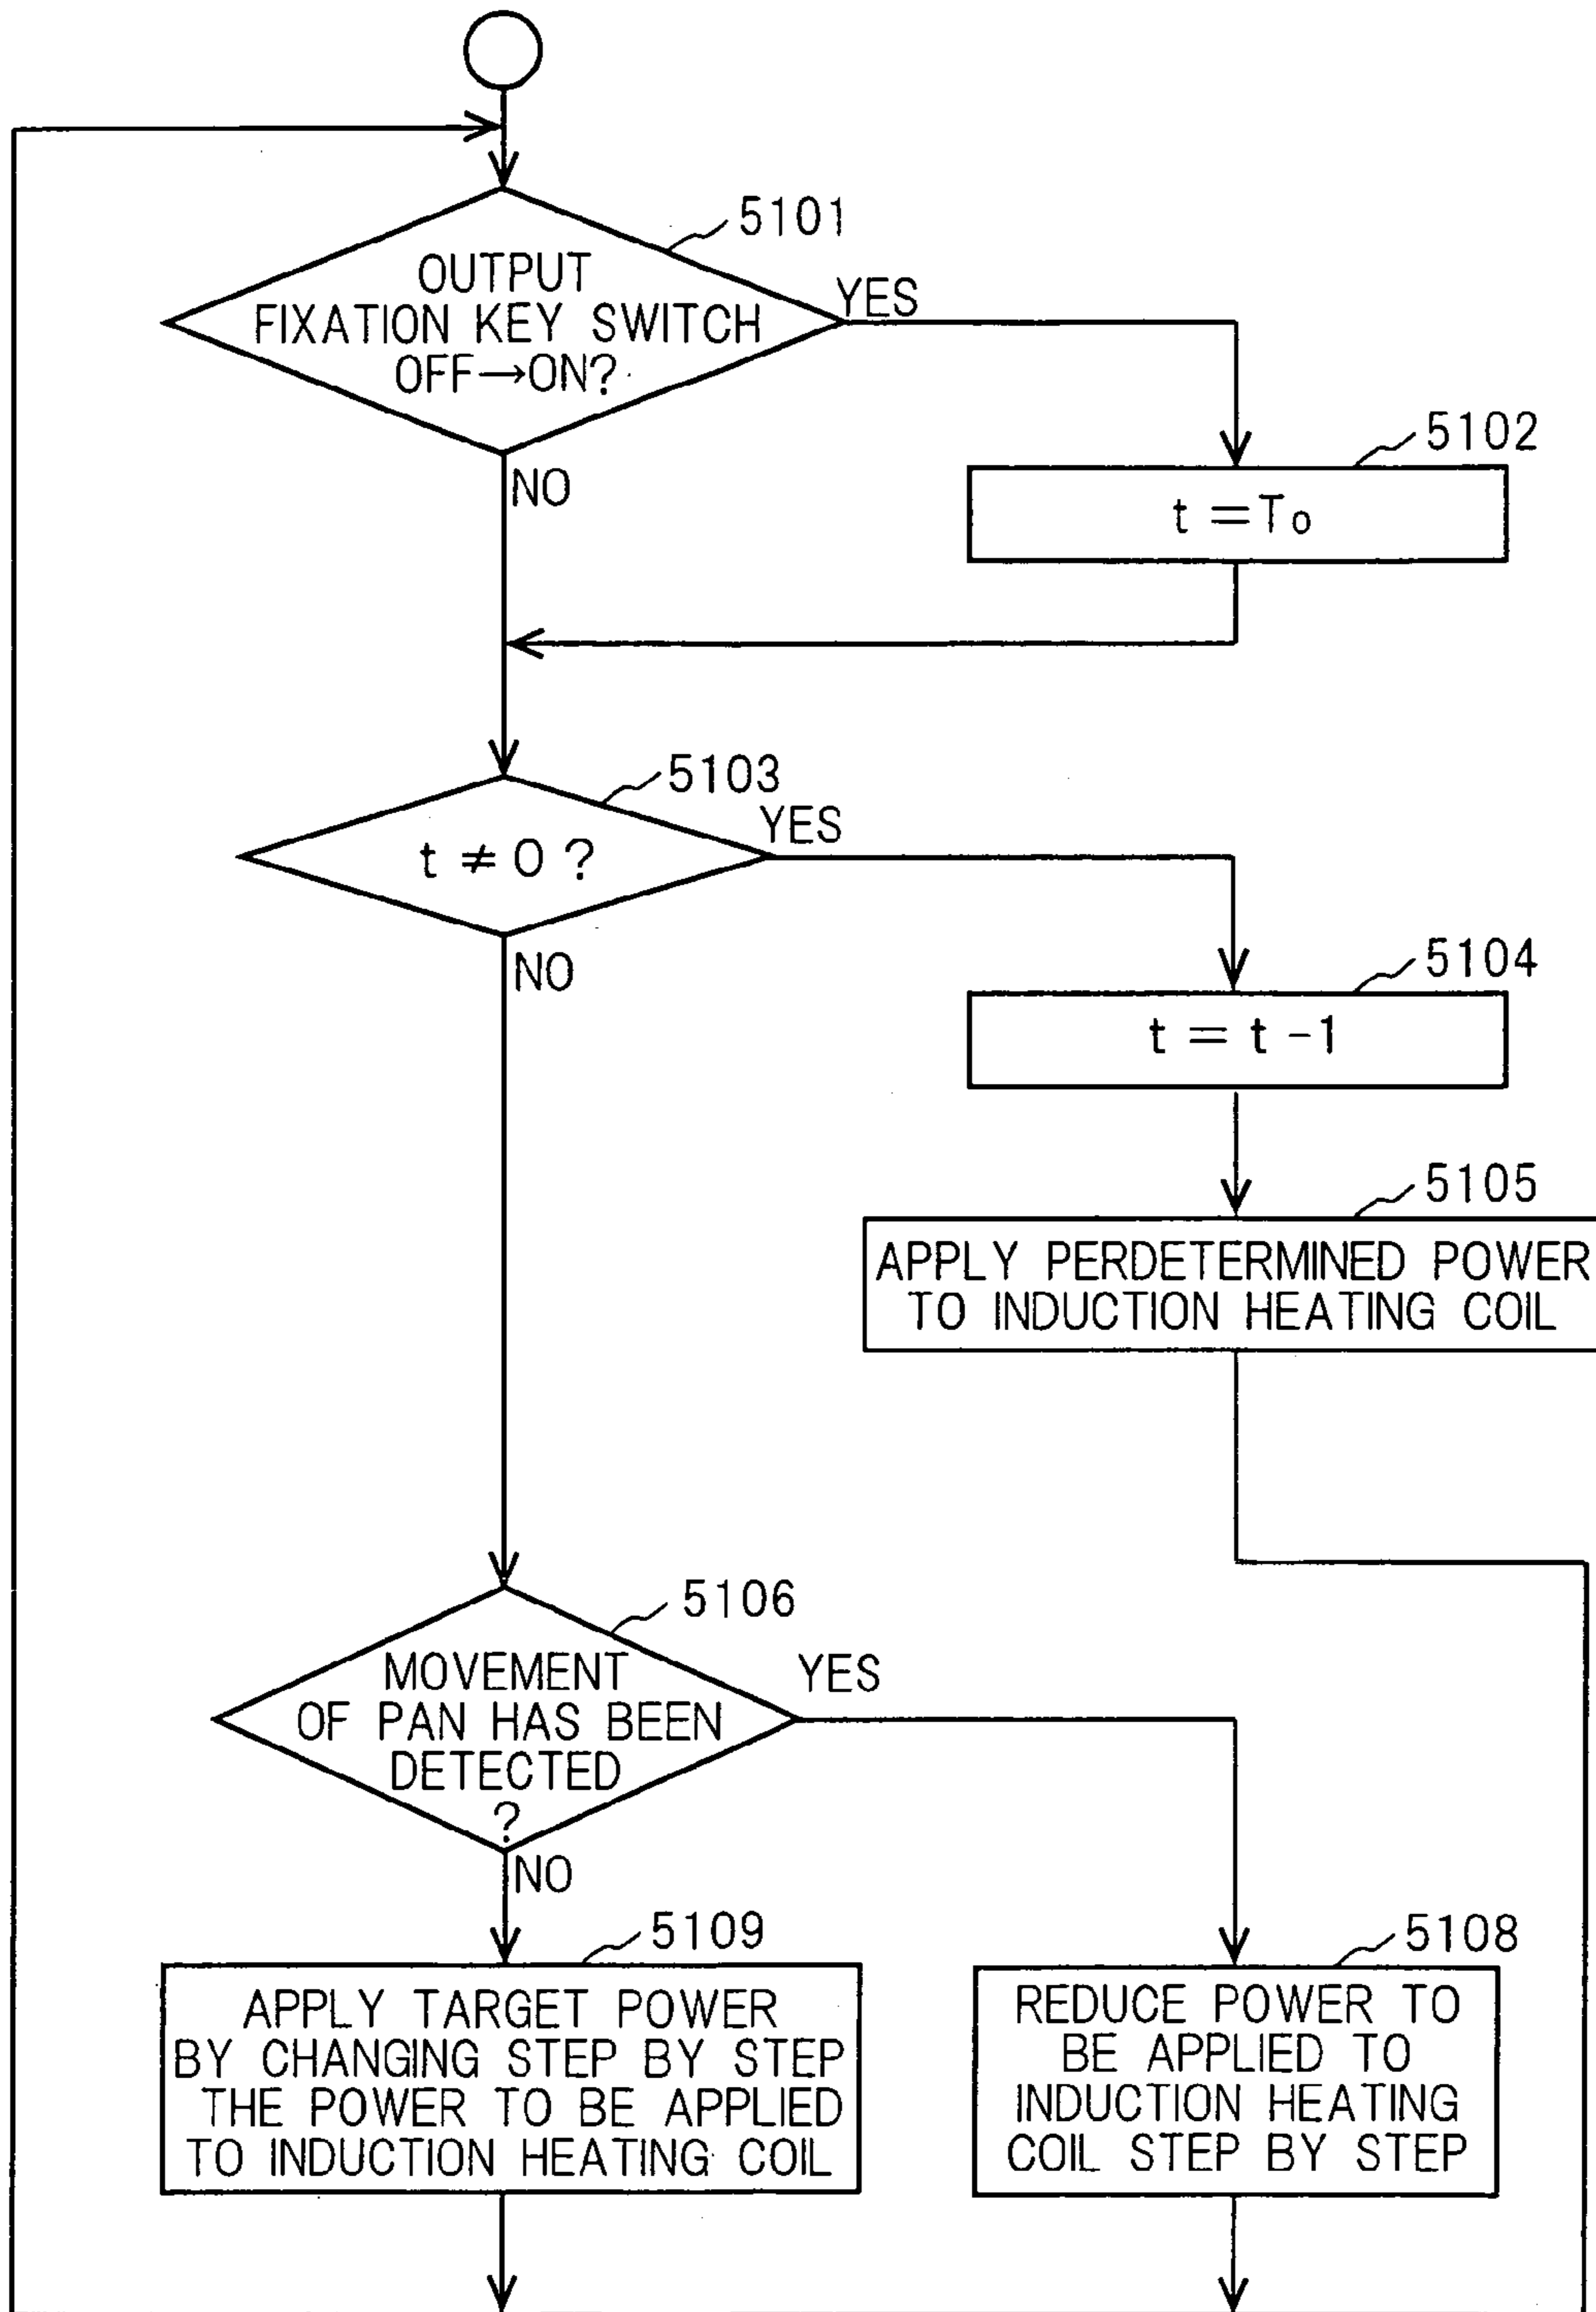 5101
OUTPUT
FIXATION KEY SWITCH
OFF→ON?
YES
NO
5102
t = To
5103
t ≠ 0 ?
YES
NO
5104
t = t -1
5105
APPLY PERDETERMINED POWER
TO INDUCTION HEATING COIL
5106
MOVEMENT
OF PAN HAS BEEN
DETECTED
?
YES
NO
5109
APPLY TARGET POWER
BY CHANGING STEP BY STEP
THE POWER TO BE APPLIED
TO INDUCTION HEATING COIL
5108
REDUCE POWER TO
BE APPLIED TO
INDUCTION HEATING
COIL STEP BY STEP